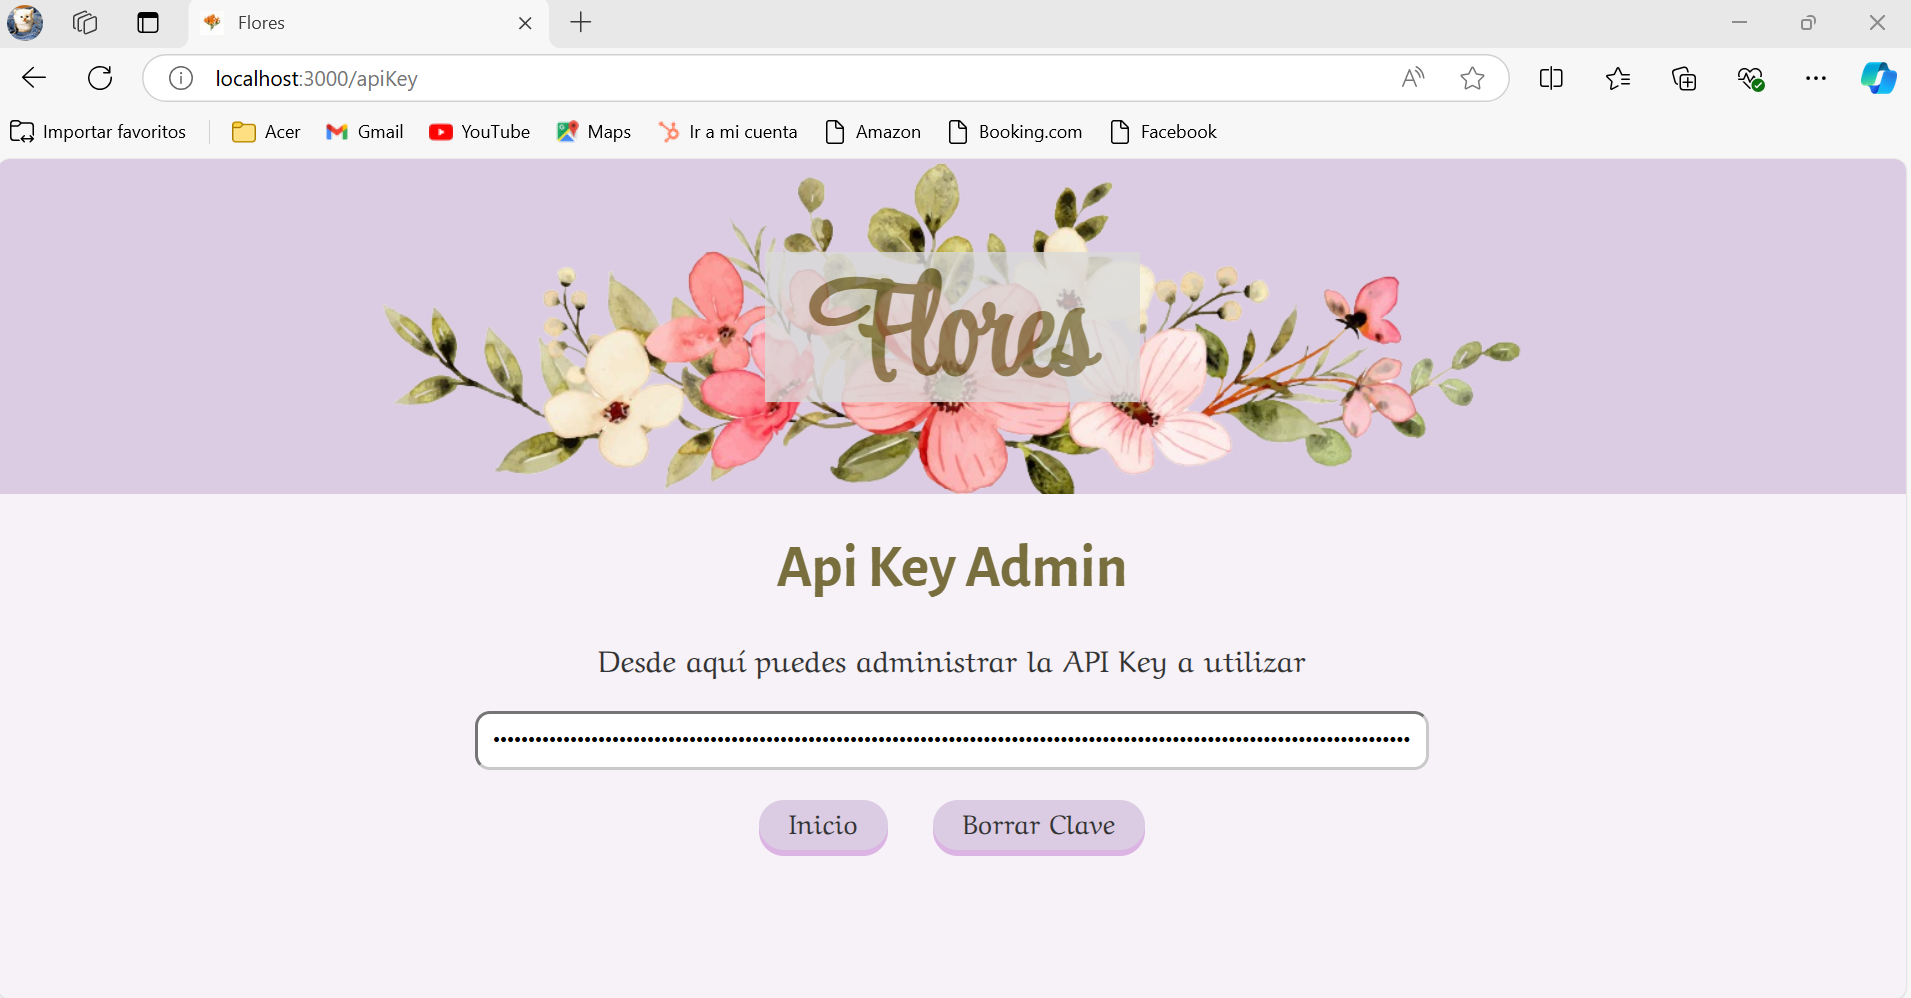 Flores
localhost:3000/apiKey
Importar favoritos Acer Gmail YouTube Maps Ir a mi cuenta Amazon Booking.com Facebook
Flores
Api Key Admin
Desde aquí puedes administrar la API Key a utilizar
Inicio Borrar Clave